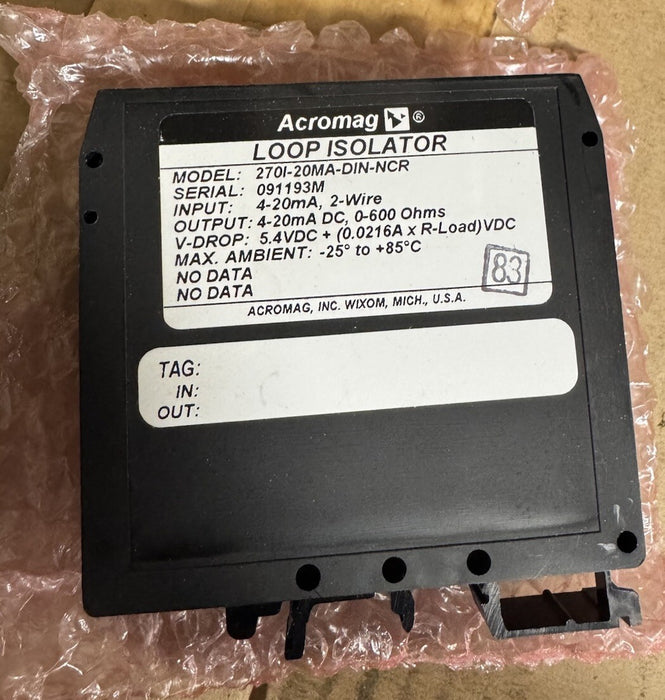 Acromag ®
LOOP ISOLATOR
MODEL: 270I-20MA-DIN-NCR
SERIAL: 091193M
INPUT: 4-20mA, 2-Wire
OUTPUT: 4-20mA DC, 0-600 Ohms
V-DROP: 5.4VDC + (0.0216A x R-Load)VDC
MAX. AMBIENT: -25° to +85°C
NO DATA
NO DATA
83
ACROMAG, INC. WIXOM, MICH., U.S.A.
TAG:
IN:
OUT: